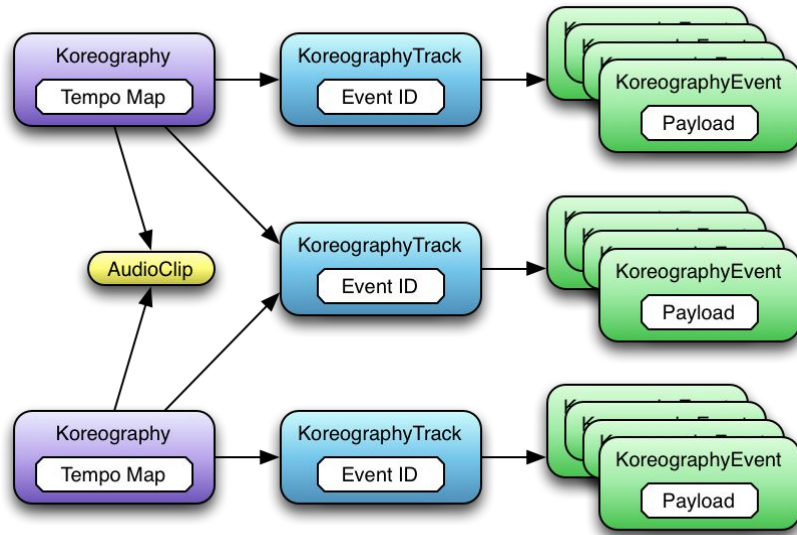 Koreography
Tempo Map
KoreographyTrack
Event ID
KoreographyEvent
Payload
AudioClip
KoreographyTrack
Event ID
KoreographyEvent
Payload
Koreography
Tempo Map
KoreographyTrack
Event ID
KoreographyEvent
Payload